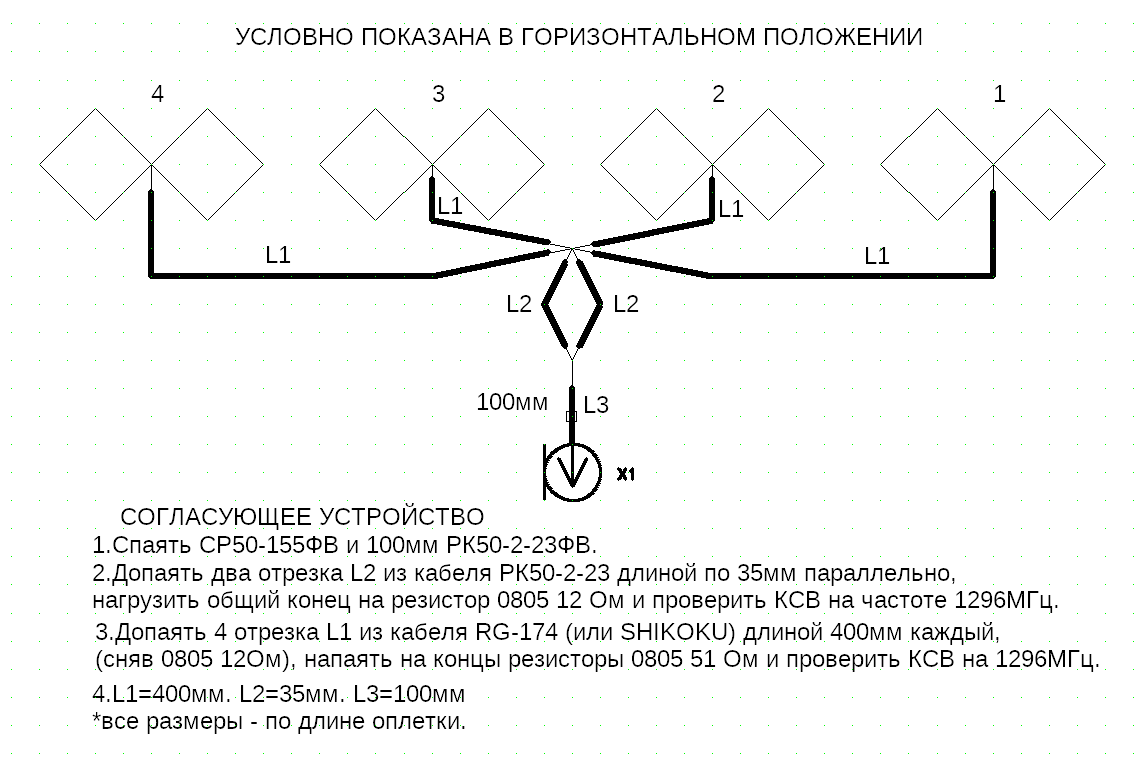 УСЛОВНО ПОКАЗАНА В ГОРИЗОНТАЛЬНОМ ПОЛОЖЕНИИ
4 3 2 1
L1 L1
L1 L1
L2 L2
100мм L3
X1
СОГЛАСУЮЩЕЕ УСТРОЙСТВО
1.Спаять СР50-155ФВ и 100мм РК50-2-23ФВ.
2.Допаять два отрезка L2 из кабеля РК50-2-23 длиной по 35мм параллельно,
нагрузить общий конец на резистор 0805 12 Ом и проверить КСВ на частоте 1296МГц.
3.Допаять 4 отрезка L1 из кабеля RG-174 (или SHIKOKU) длиной 400мм каждый,
(сняв 0805 12Ом), напаять на концы резисторы 0805 51 Ом и проверить КСВ на 1296МГц.
4.L1=400мм. L2=35мм. L3=100мм
*все размеры - по длине оплетки.